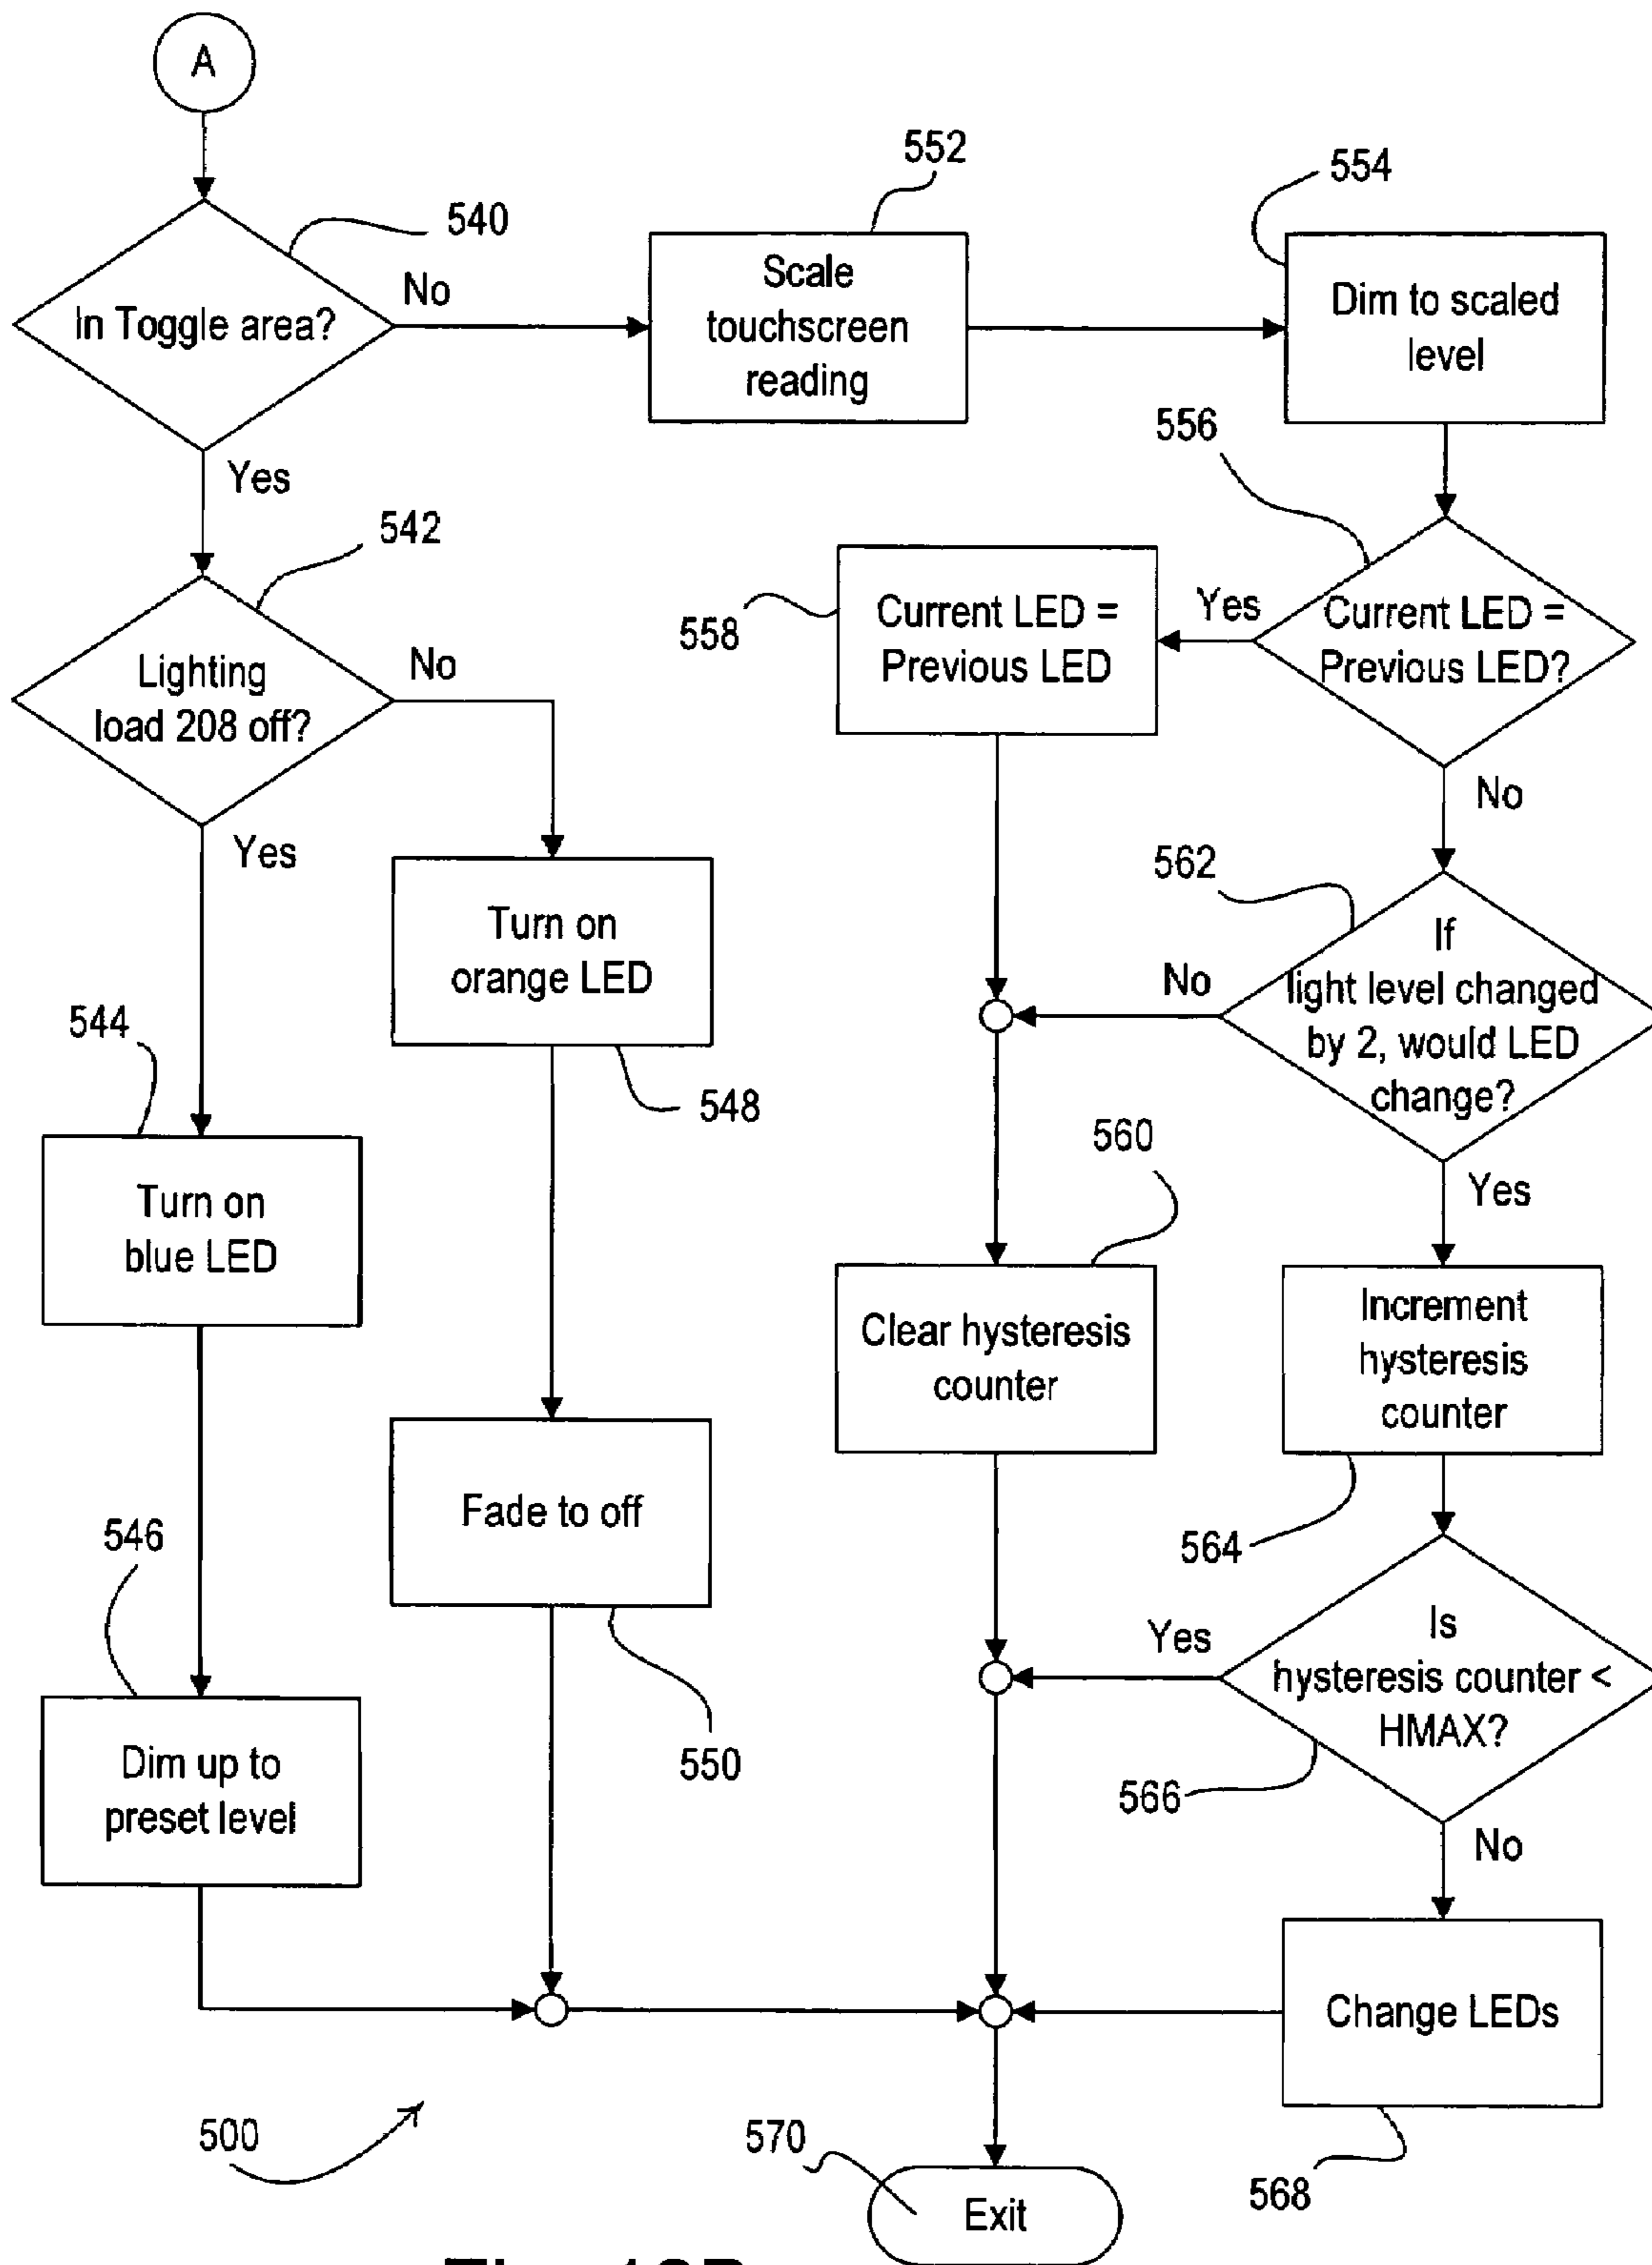 A
552
554
540
No
Scale
touchscreen
reading
Dim to scaled
level
In Toggle area?
556
Yes
542
558
Current LED =
Previous LED
Yes
Current LED =
Previous LED?
No
Lighting
load 208 off?
No
562
Yes
Turn on
orange LED
No
If
light level changed
by 2, would LED
change?
544
548
560
Yes
Turn on
blue LED
Clear hysteresis
counter
Increment
hysteresis
counter
546
Fade to off
564
Yes
Is
hysteresis counter <
HMAX?
Dim up to
preset level
550
566
No
Change LEDs
500
570
568
Exit